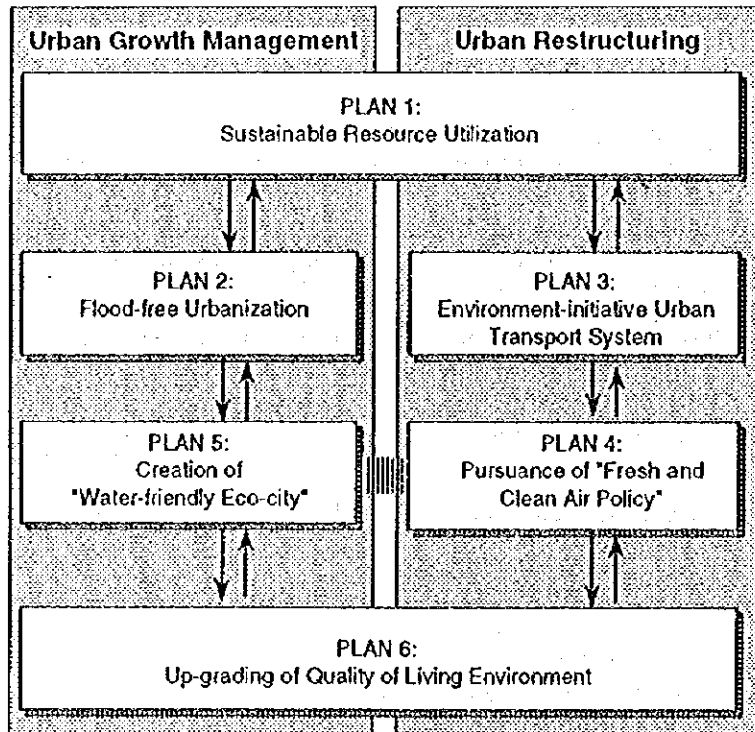 Urban Growth Management
Urban Restructuring
PLAN 1:
Sustainable Resource Utilization
PLAN 2:
Flood-free Urbanization
PLAN 3:
Environment-initiative Urban
Transport System
PLAN 5:
Creation of
"Water-friendly Eco-city"
PLAN 4:
Pursuance of "Fresh and
Clean Air Policy"
PLAN 6:
Up-grading of Quality of Living Environment